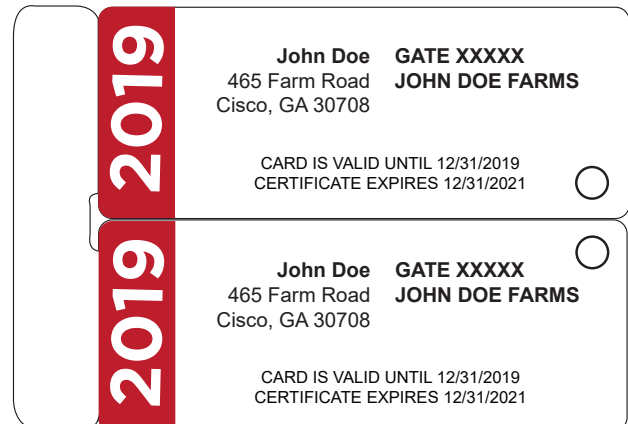 2019
John Doe GATE XXXXX
465 Farm Road JOHN DOE FARMS
Cisco, GA 30708
CARD IS VALID UNTIL 12/31/2019
CERTIFICATE EXPIRES 12/31/2021
2019
John Doe GATE XXXXX
465 Farm Road JOHN DOE FARMS
Cisco, GA 30708
CARD IS VALID UNTIL 12/31/2019
CERTIFICATE EXPIRES 12/31/2021